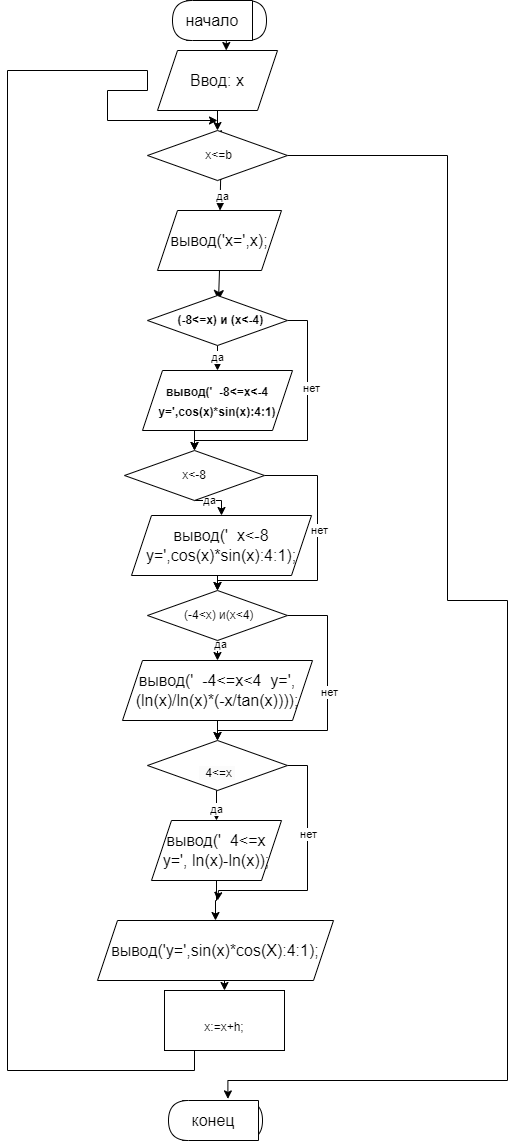 начало
Ввод: x
x<=b
да
вывод('x=',x);
(-8<=x) и (x<-4)
да
нет
вывод('  -8<=x<-4
y=',cos(x)*sin(x):4:1)
x<-8
да
нет
вывод('  x<-8
y=',cos(x)*sin(x):4:1);
(-4<x) и(x<4)
да
нет
вывод('  -4<=x<4  y=',
(ln(x)/ln(x)*(-x/tan(x))));
4<=x
да
нет
вывод('  4<=x
y=', ln(x)-ln(x));
вывод('y=',sin(x)*cos(X):4:1);
x:=x+h;
конец